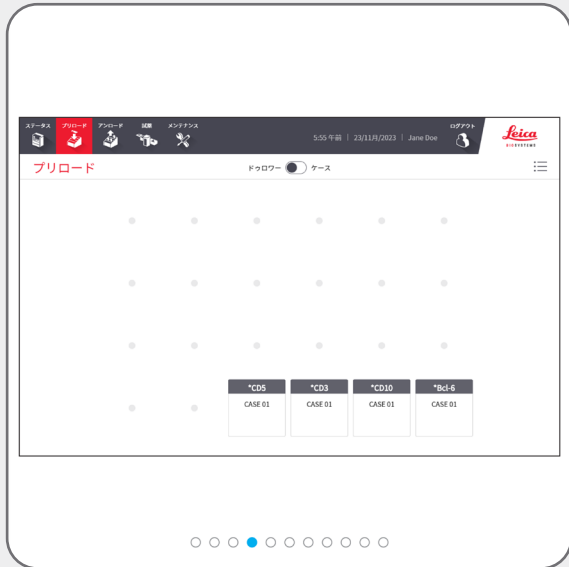 ステータス プリロード アンロード 試薬 メンテナンス
5:55 午前 | 23/11月/2023 | Jane Doe
ログアウト
Leica
BIOSYSTEMS
プリロード
ドゥロワー ケース
*CD5 *CD3 *CD10 *Bcl-6
CASE 01 CASE 01 CASE 01 CASE 01